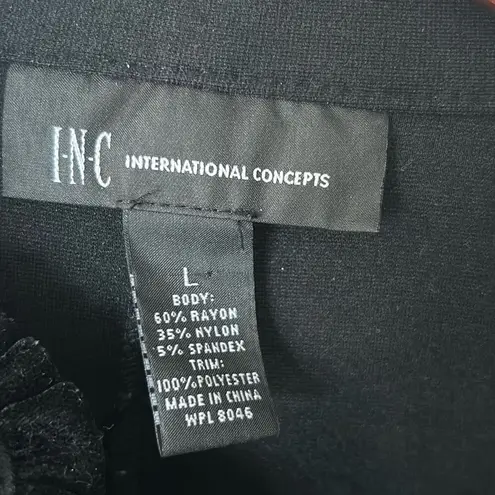 I·N·C INTERNATIONAL CONCEPTS
L
BODY:
60% RAYON
35% NYLON
5% SPANDEX
TRIM:
100%POLYESTER
MADE IN CHINA
WPL 8046